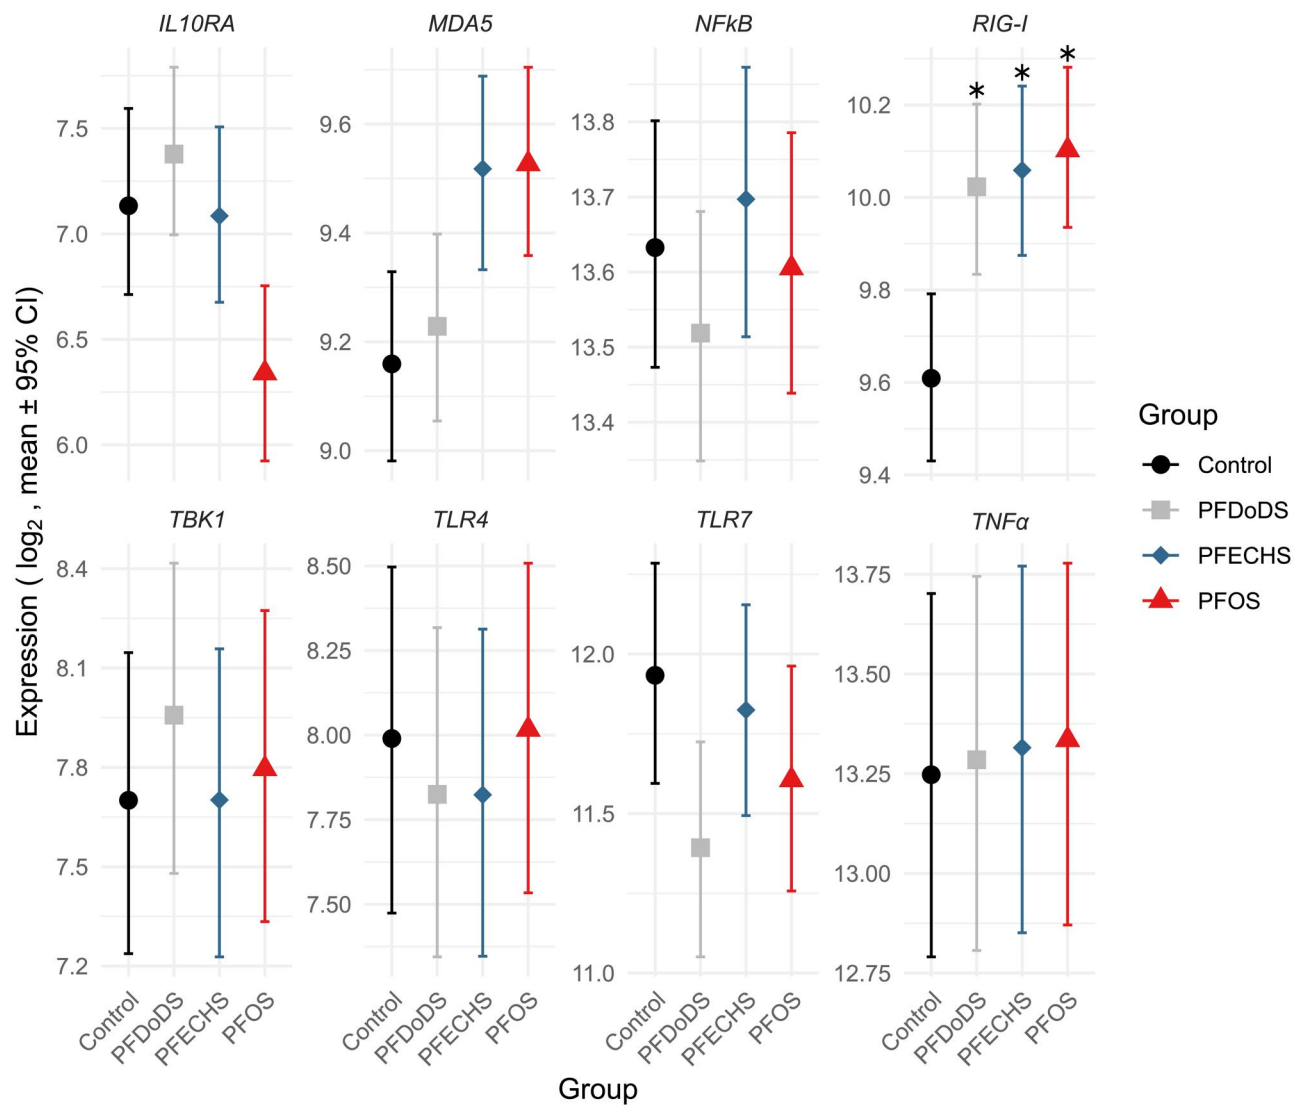 IL10RA MDA5 NFkB RIG-I
7.5 7.0 6.5 6.0
9.6 9.4 9.2 9.0
13.8 13.7 13.6 13.5 13.4
10.2 10.0 9.8 9.6 9.4
* * *
Expression ( log2 , mean ± 95% CI)
TBK1 TLR4 TLR7 TNFα
8.4 8.1 7.8 7.5 7.2
8.50 8.25 8.00 7.75 7.50
12.0 11.5 11.0
13.75 13.50 13.25 13.00 12.75
Control PFDoDS PFECHS PFOS
Control PFDoDS PFECHS PFOS
Control PFDoDS PFECHS PFOS
Control PFDoDS PFECHS PFOS
Group
Group
Control
PFDoDS
PFECHS
PFOS